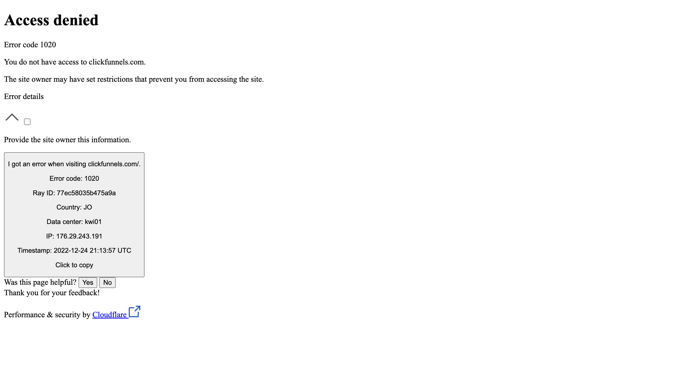 Access denied
Error code 1020
You do not have access to clickfunnels.com.
The site owner may have set restrictions that prevent you from accessing the site.
Error details
Provide the site owner this information.
I got an error when visiting clickfunnels.com/.
Error code: 1020
Ray ID: 77ec58035b475a9a
Country: JO
Data center: kwi01
IP: 176.29.243.191
Timestamp: 2022-12-24 21:13:57 UTC
Click to copy
Was this page helpful? Yes No
Thank you for your feedback!
Performance & security by Cloudflare